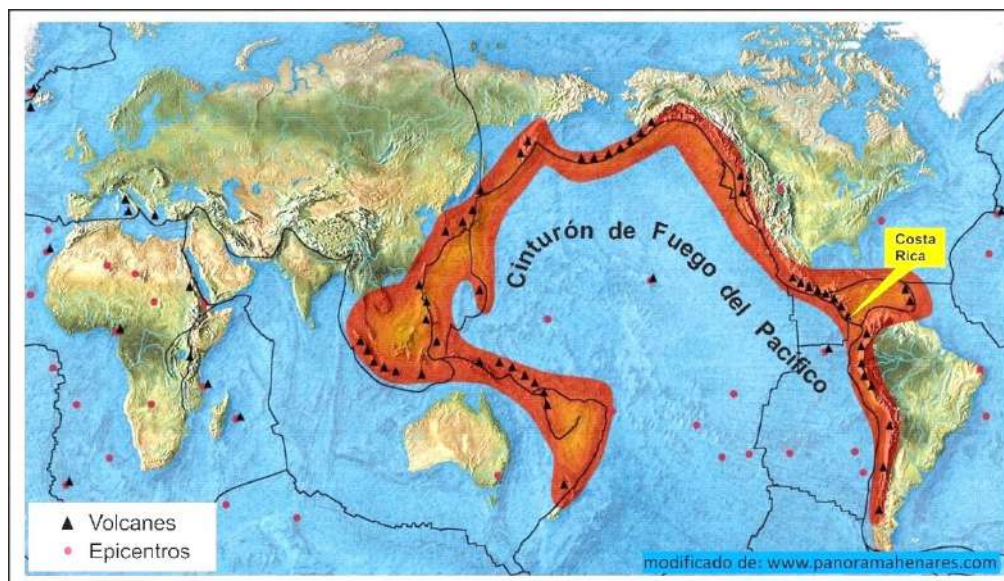 Cinturón de Fuego del Pacífico
Costa
Rica
Volcanes
Epicentros
modificado de: www.panoramahenares.com